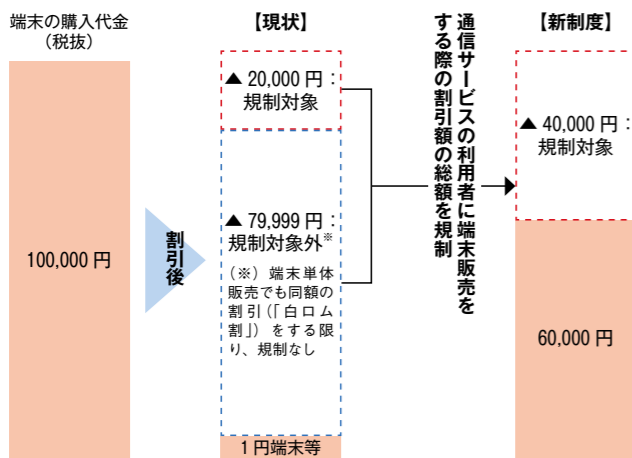 端末の購入代金
（税抜）
100,000 円
割引後
【現状】
▲ 20,000 円：
規制対象
▲ 79,999 円：
規制対象外※
（※）端末単体
販売でも同額の
割引（「白ロム
割」）をする限
り、規制なし
1 円端末等
通信サービスの利用者に端末販売を
する際の割引額の総額を規制
【新制度】
▲ 40,000 円：
規制対象
60,000 円